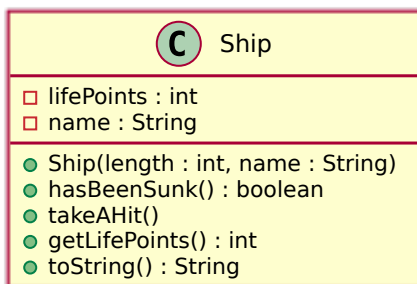 C Ship
lifePoints : int
name : String
Ship(length : int, name : String)
hasBeenSunk() : boolean
takeAHit()
getLifePoints() : int
toString() : String